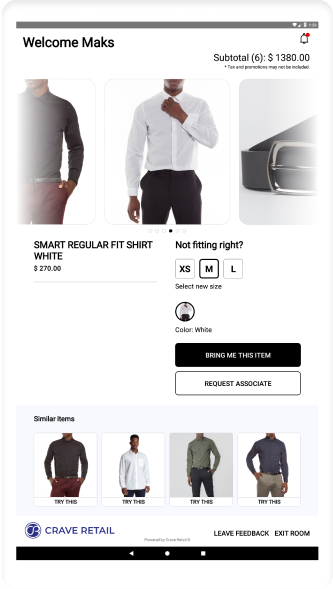 1:23
Welcome Maks
Subtotal (6): $ 1380.00
* Tax and promotions may not be included.
SMART REGULAR FIT SHIRT
WHITE
$ 270.00
Not fitting right?
XS M L
Select new size
Color: White
BRING ME THIS ITEM
REQUEST ASSOCIATE
Similar Items
TRY THIS TRY THIS TRY THIS TRY THIS
CRAVE RETAIL
Powered by Crave Retail ©
LEAVE FEEDBACK EXIT ROOM